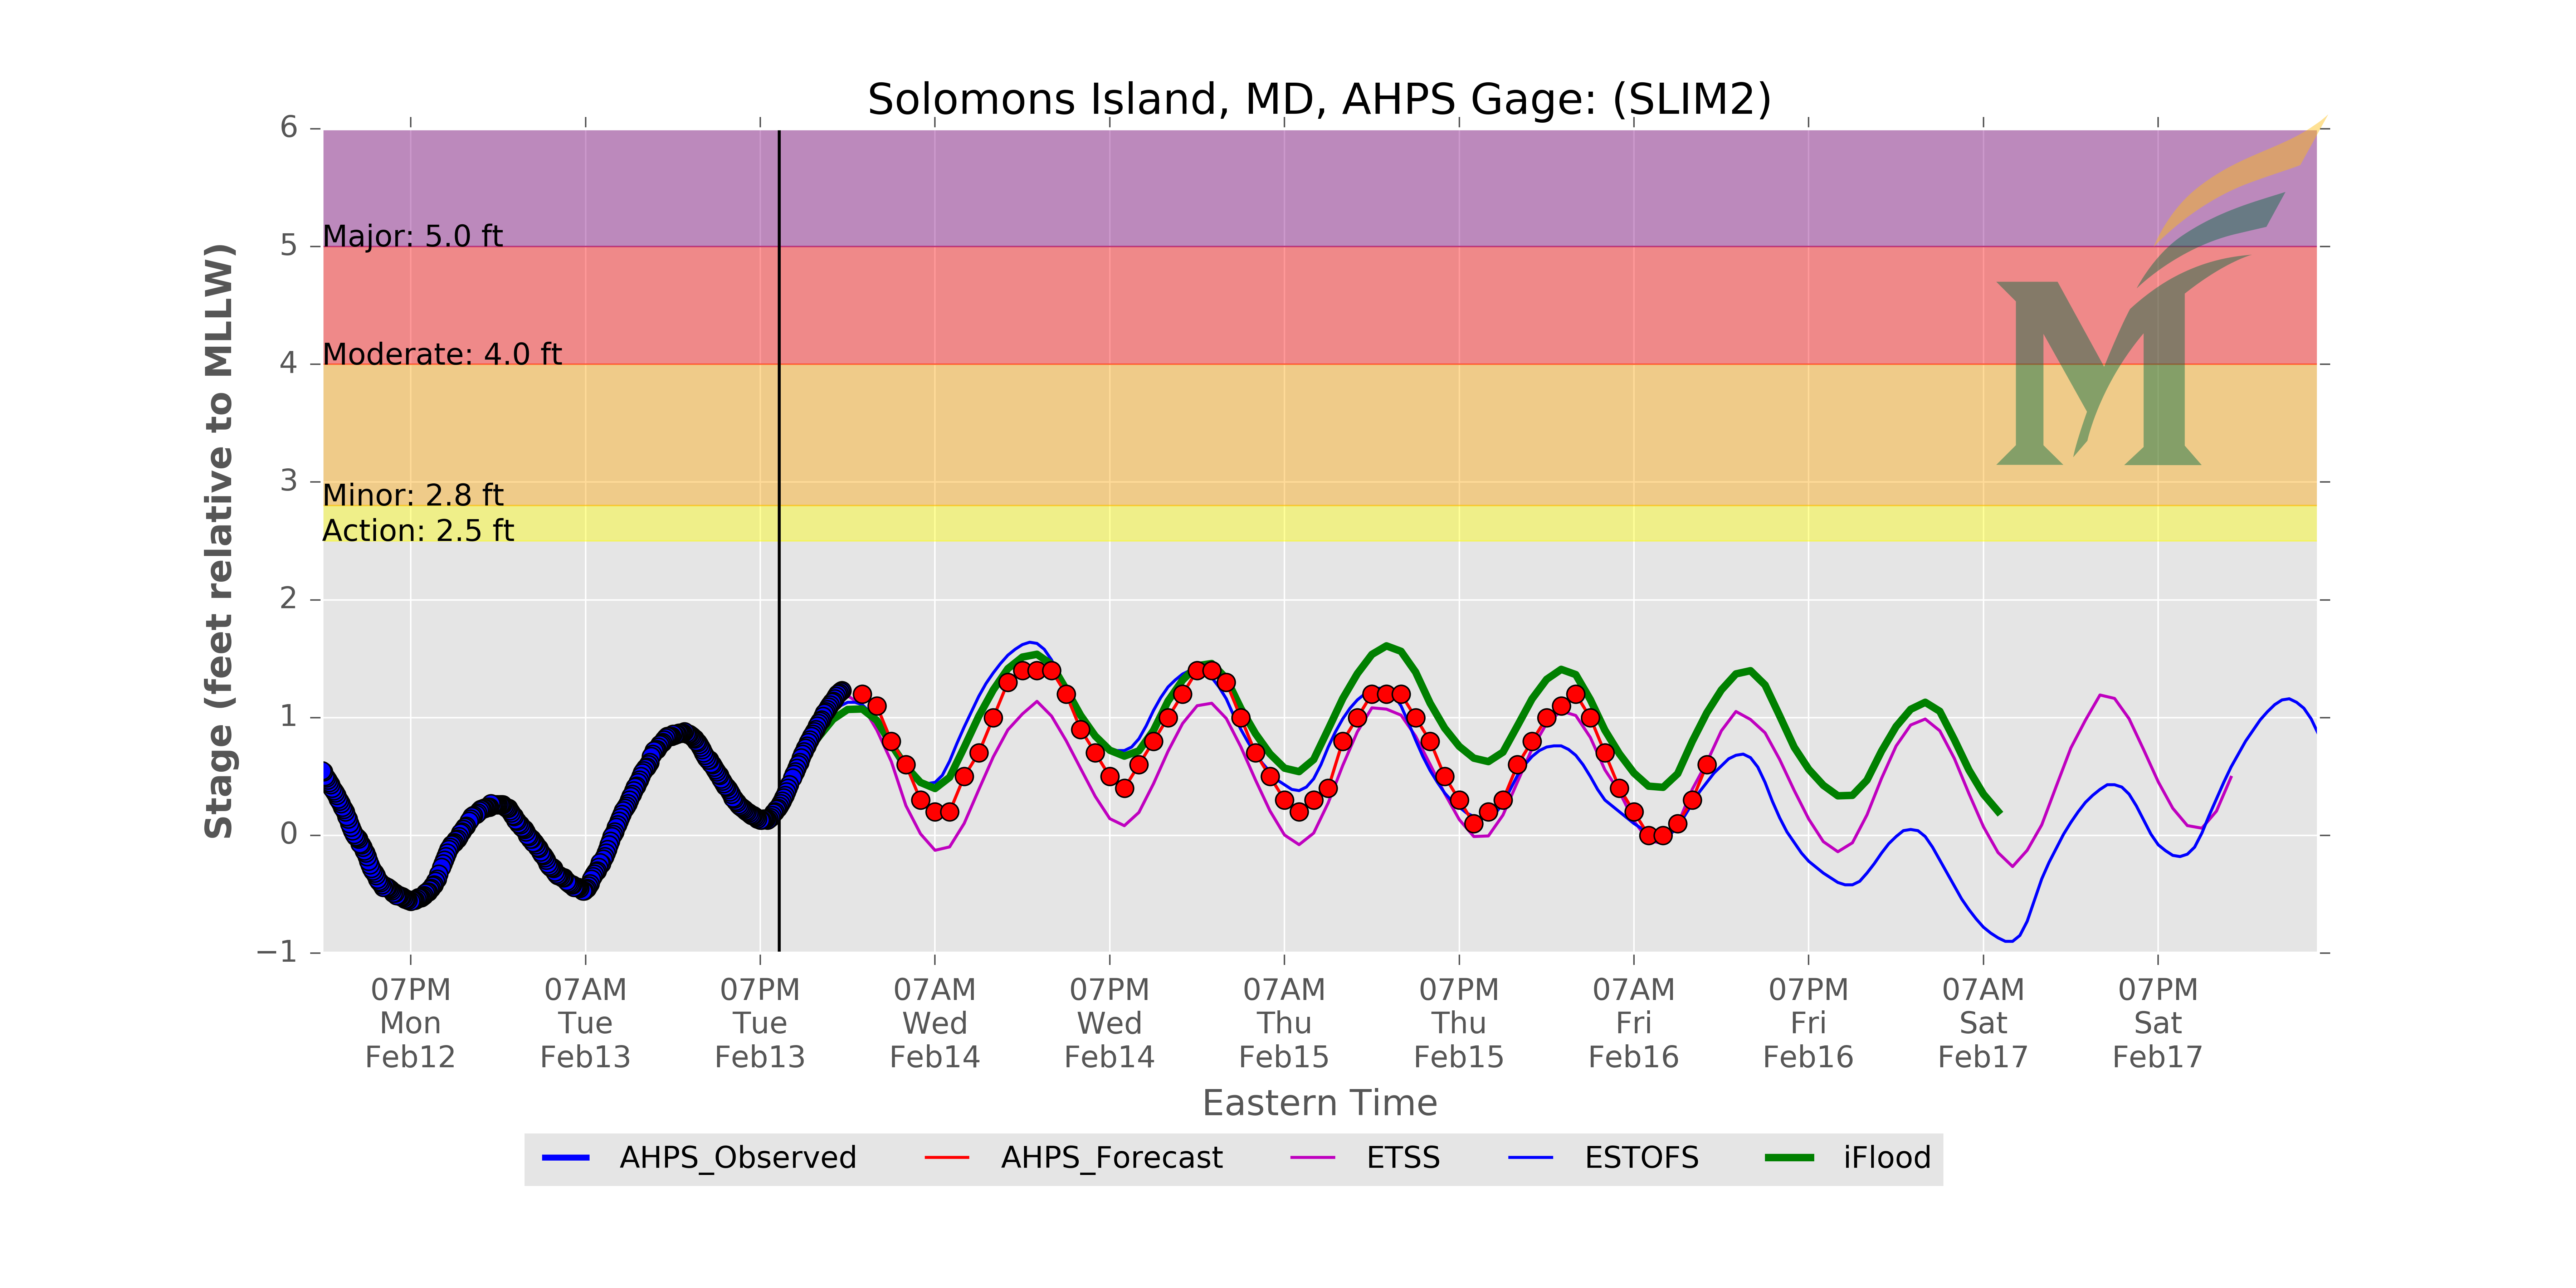 Solomons Island, MD, AHPS Gage: (SLIM2)
6
5
4
3
2
1
0
−1
Stage (feet relative to MLLW)
Major: 5.0 ft
Moderate: 4.0 ft
Minor: 2.8 ft
Action: 2.5 ft
M
07PM Mon Feb12
07AM Tue Feb13
07PM Tue Feb13
07AM Wed Feb14
07PM Wed Feb14
07AM Thu Feb15
07PM Thu Feb15
07AM Fri Feb16
07PM Fri Feb16
07AM Sat Feb17
07PM Sat Feb17
Eastern Time
AHPS_Observed AHPS_Forecast ETSS ESTOFS iFlood